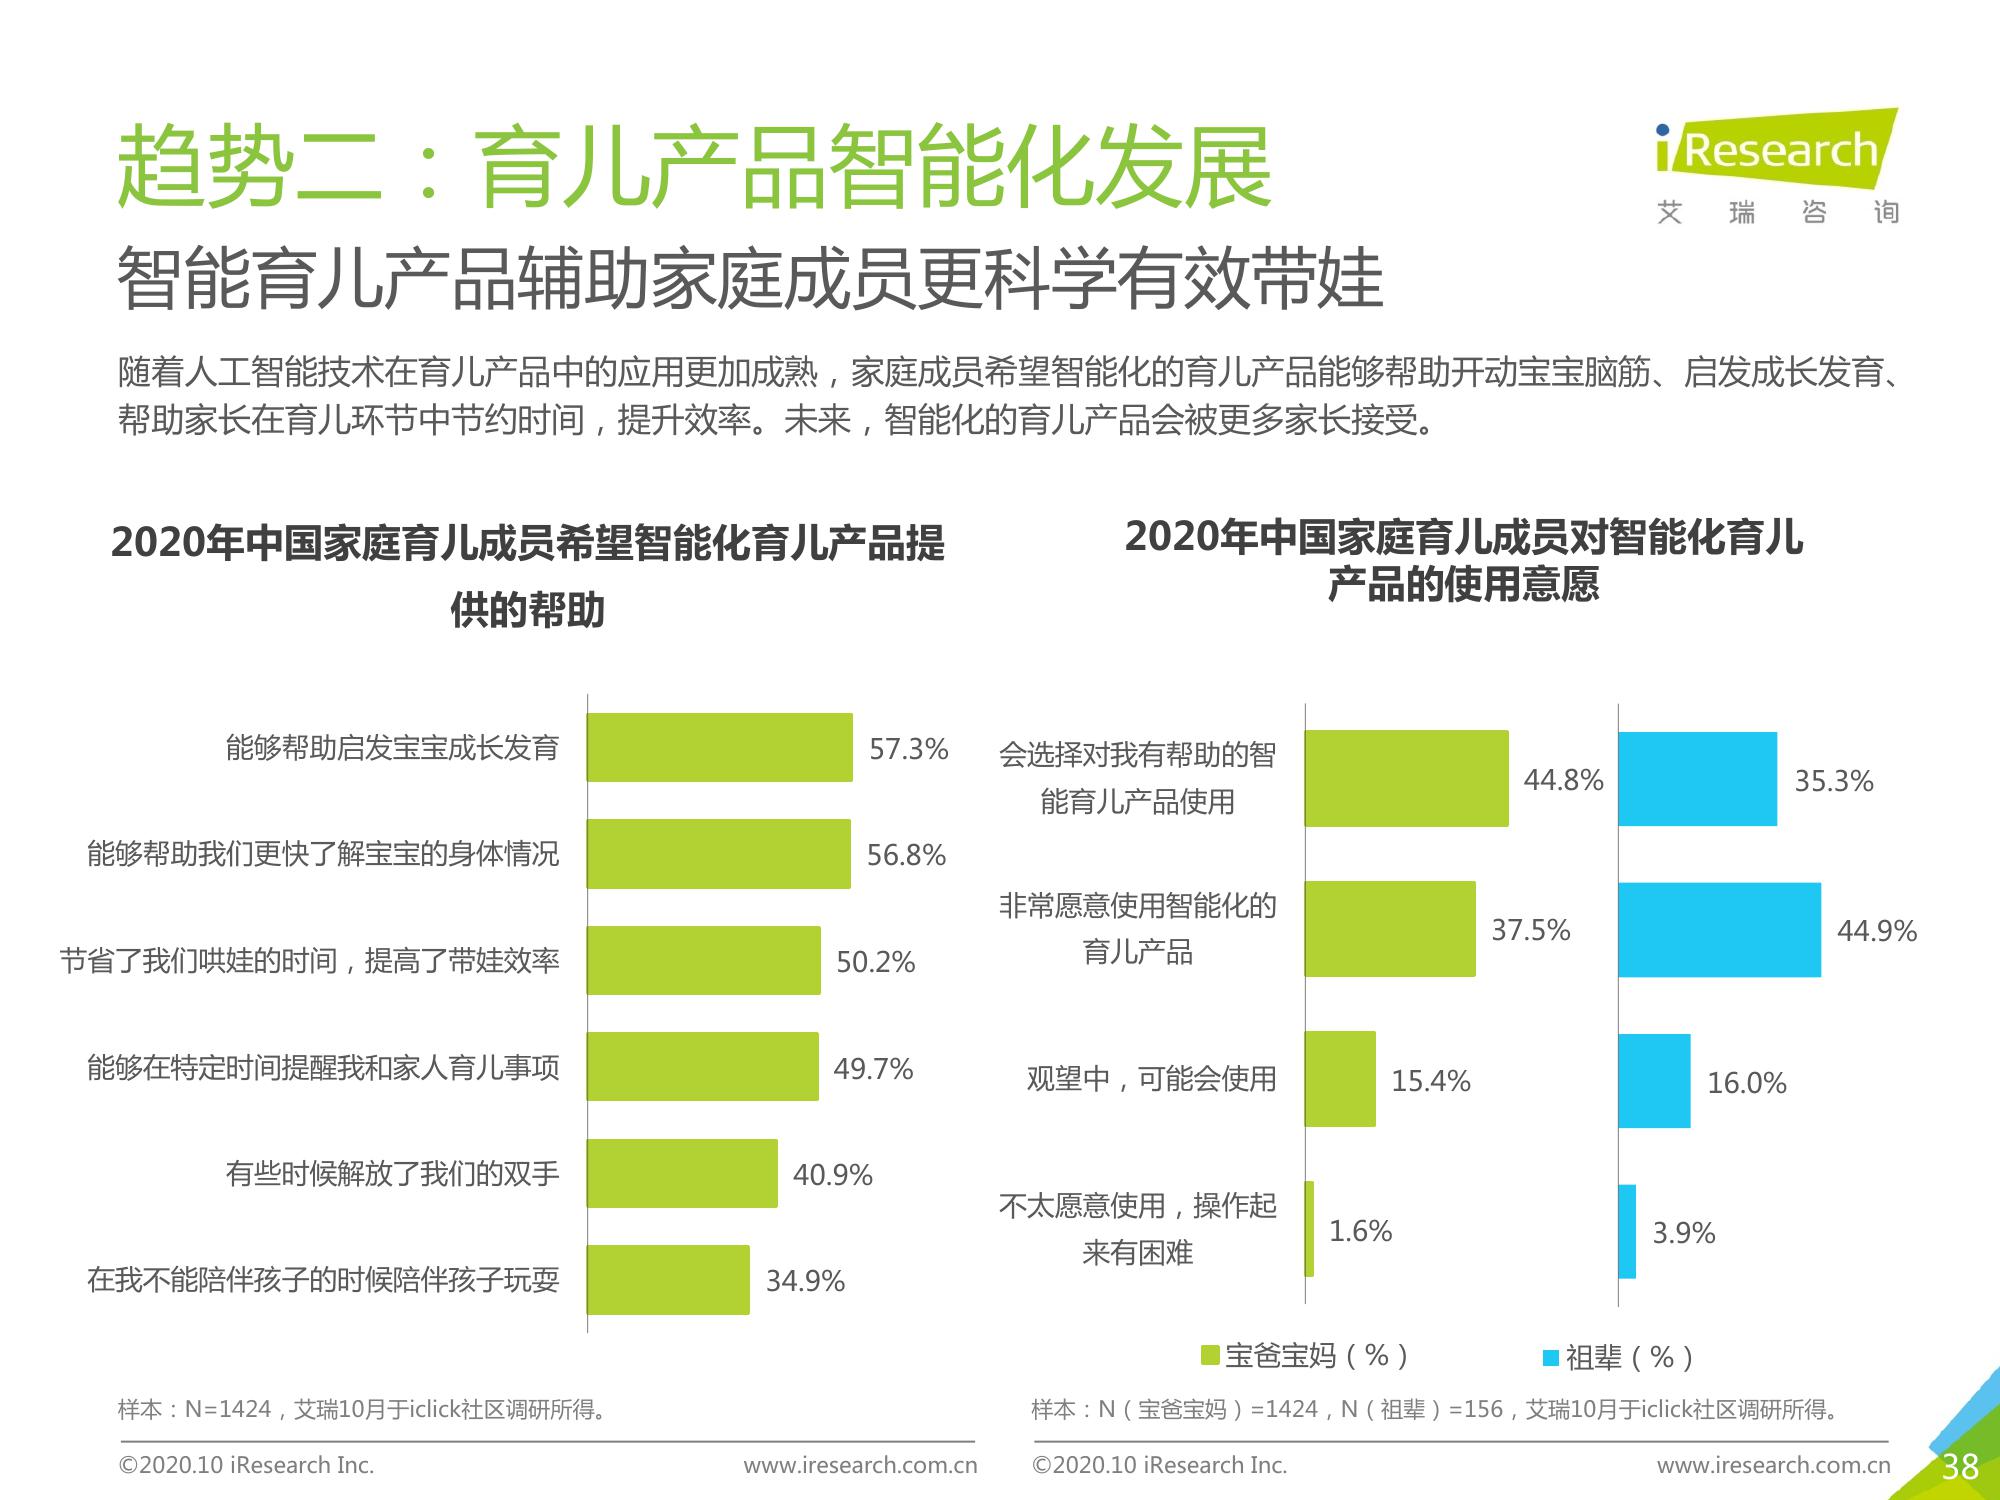 趋势二：育儿产品智能化发展
iResearch
艾瑞咨询
智能育儿产品辅助家庭成员更科学有效带娃
随着人工智能技术在育儿产品中的应用更加成熟，家庭成员希望智能化的育儿产品能够帮助开动宝宝脑筋、启发成长发育、
帮助家长在育儿环节中节约时间，提升效率。未来，智能化的育儿产品会被更多家长接受。
2020年中国家庭育儿成员希望智能化育儿产品提
供的帮助
能够帮助启发宝宝成长发育 57.3%
能够帮助我们更快了解宝宝的身体情况 56.8%
节省了我们哄娃的时间，提高了带娃效率 50.2%
能够在特定时间提醒我和家人育儿事项 49.7%
有些时候解放了我们的双手 40.9%
在我不能陪伴孩子的时候陪伴孩子玩耍 34.9%
样本：N=1424，艾瑞10月于iclick社区调研所得。
©2020.10 iResearch Inc. www.iresearch.com.cn
2020年中国家庭育儿成员对智能化育儿
产品的使用意愿
会选择对我有帮助的智
能育儿产品使用
44.8% 35.3%
非常愿意使用智能化的
育儿产品
37.5% 44.9%
观望中，可能会使用 15.4% 16.0%
不太愿意使用，操作起
来有困难
1.6% 3.9%
宝爸宝妈（%） 祖辈（%）
样本：N（宝爸宝妈）=1424，N（祖辈）=156，艾瑞10月于iclick社区调研所得。
©2020.10 iResearch Inc. www.iresearch.com.cn
38